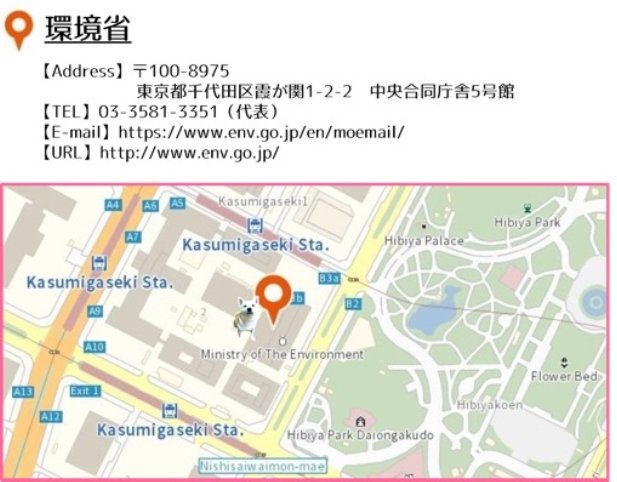 環境省
【Address】〒100-8975
東京都千代田区霞が関1-2-2　中央合同庁舎5号館
【TEL】03-3581-3351（代表）
【E-mail】https://www.env.go.jp/en/moemail/
【URL】http://www.env.go.jp/
A4
A6
A5
Kasumigaseki1
Hibiya Park
A7
Kasumigaseki Sta.
Hibiya Palace
Kasumigaseki Sta.
B3a
3b
B2
A9
2
A10
Ministry of The Environment
Flower Bed
A13
Exit 1
Hibiyakoen
A12
Kasumigaseki Sta.
Hibiya Park Daiongakudo
Nishisaiwaimon-mae